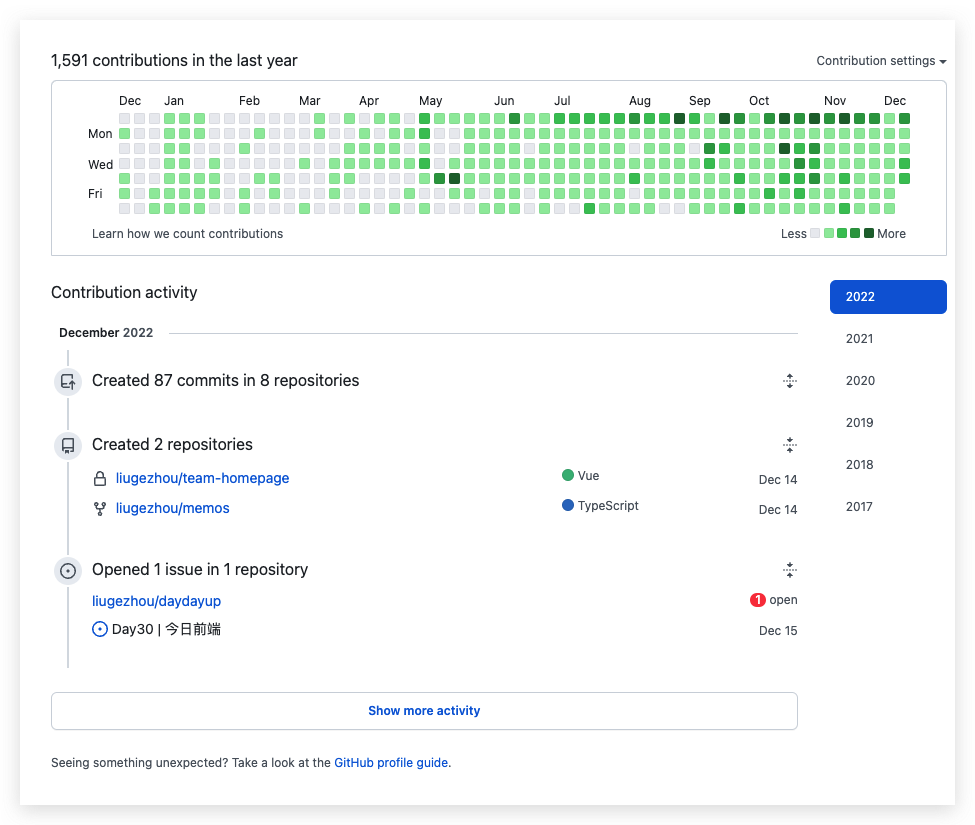 1,591 contributions in the last year
Contribution settings
Dec Jan Feb Mar Apr May Jun Jul Aug Sep Oct Nov Dec
Mon
Wed
Fri
Learn how we count contributions
Less More
Contribution activity
2022
December 2022
2021
Created 87 commits in 8 repositories
2020
2019
Created 2 repositories
2018
liugezhou/team-homepage Vue Dec 14
liugezhou/memos TypeScript Dec 14
2017
Opened 1 issue in 1 repository
liugezhou/daydayup 1 open
Day30 | 今日前端 Dec 15
Show more activity
Seeing something unexpected? Take a look at the GitHub profile guide.